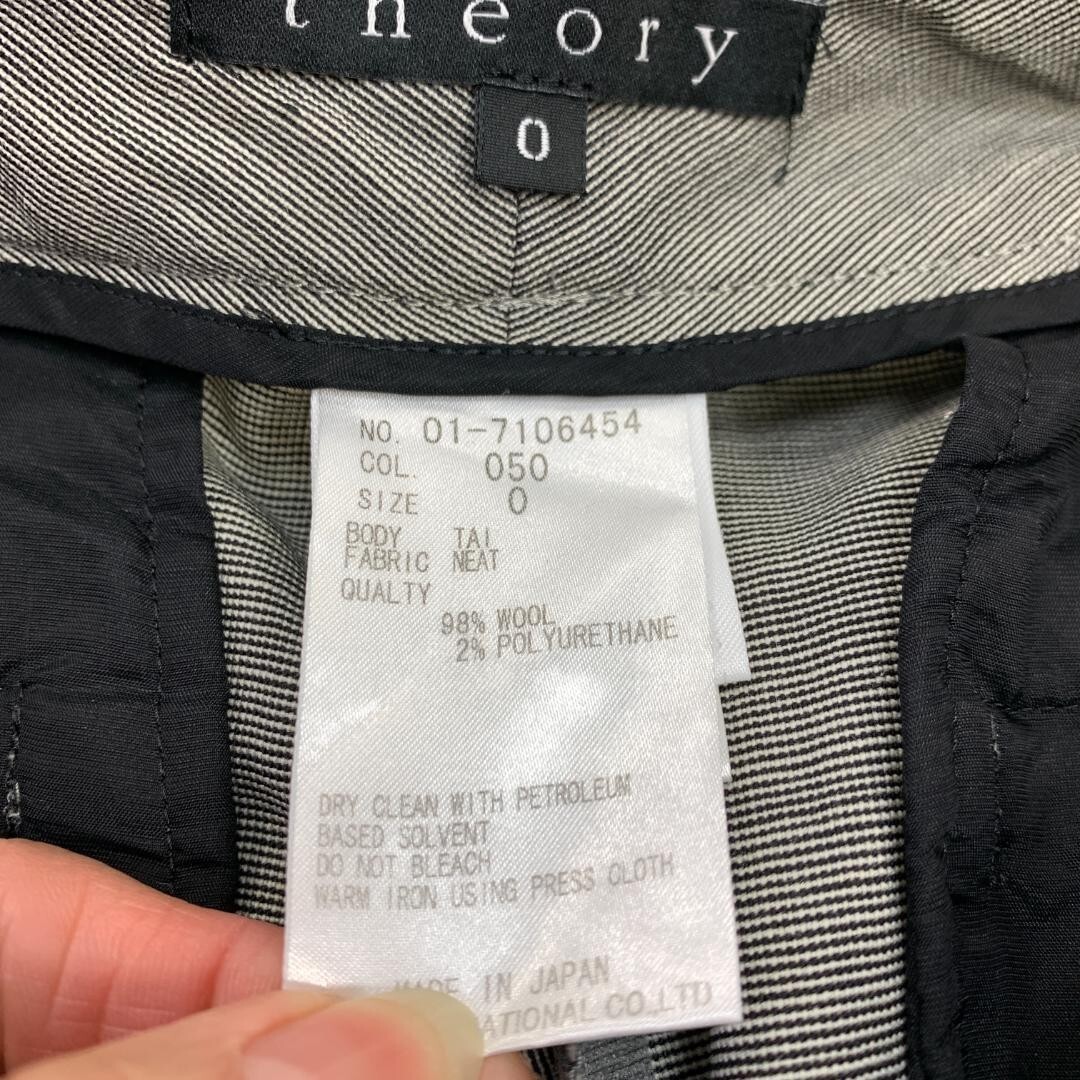 theory
0
NO. 01-7106454
COL. 050
SIZE 0
BODY TAI
FABRIC NEAT
QUALTY
98% WOOL
2% POLYURETHANE
DRY CLEAN WITH PETROLEUM
BASED SOLVENT
DO NOT BLEACH
WARM IRON USING PRESS CLOTH
MADE IN JAPAN
ATIONAL CO.,LTD